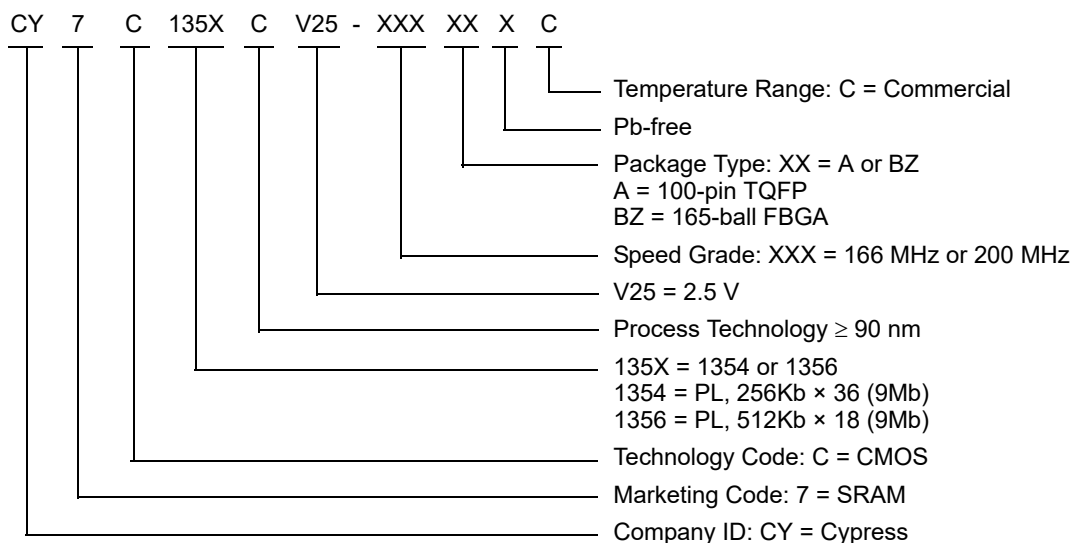 CY 7 C 135X C V25 - XXX XX X C
Temperature Range: C = Commercial
Pb-free
Package Type: XX = A or BZ
A = 100-pin TQFP
BZ = 165-ball FBGA
Speed Grade: XXX = 166 MHz or 200 MHz
V25 = 2.5 V
Process Technology ≥ 90 nm
135X = 1354 or 1356
1354 = PL, 256Kb × 36 (9Mb)
1356 = PL, 512Kb × 18 (9Mb)
Technology Code: C = CMOS
Marketing Code: 7 = SRAM
Company ID: CY = Cypress